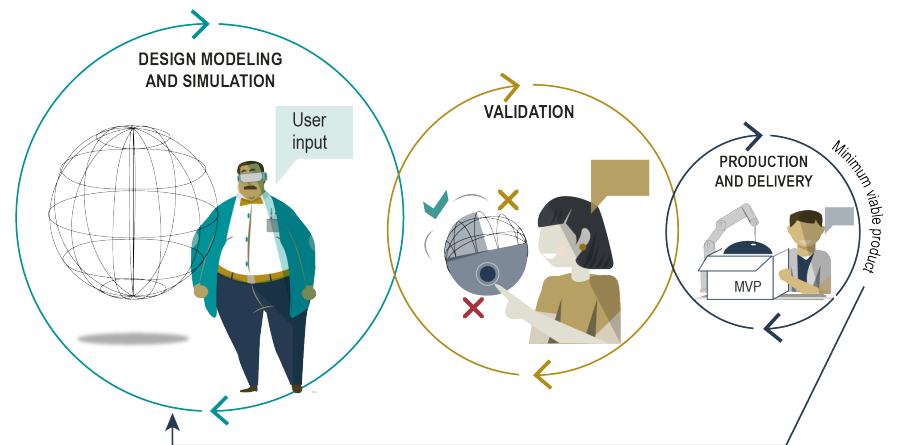 DESIGN MODELING
AND SIMULATION
User
input
VALIDATION
PRODUCTION
AND DELIVERY
MVP
Minimum viable product